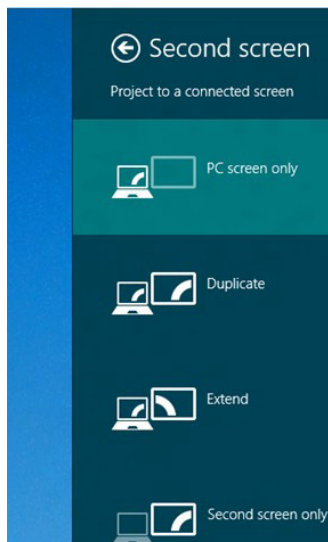 Second screen
Project to a connected screen
PC screen only
Duplicate
Extend
Second screen only